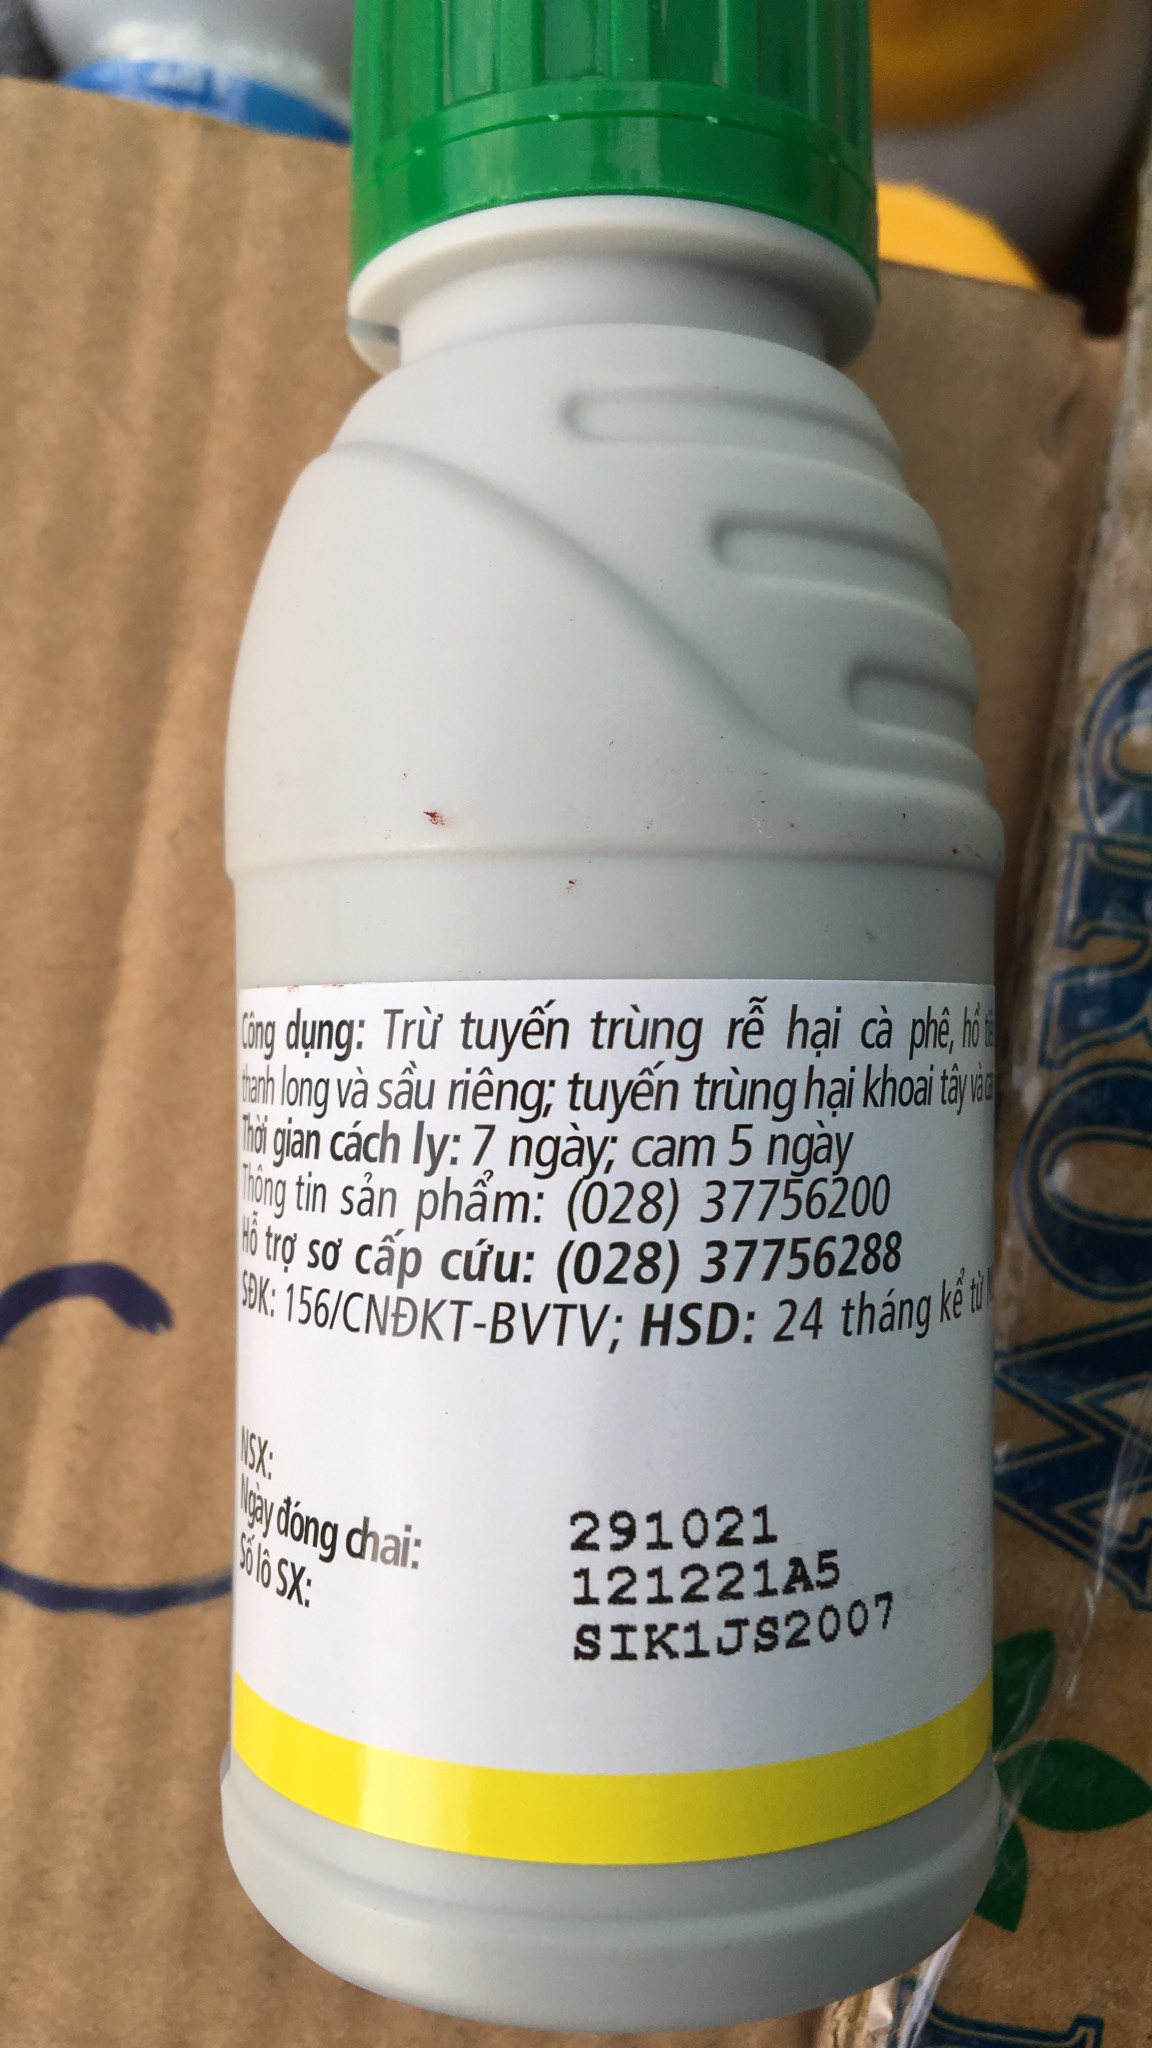 Công dụng: Trừ tuyến trùng rễ hại cà phê, hồ
thanh long và sầu riêng; tuyến trùng hại khoai tây và
Thời gian cách ly: 7 ngày; cam 5 ngày
Thông tin sản phẩm: (028) 37756200
Hỗ trợ sơ cấp cứu: (028) 37756288
SĐK: 156/CNĐKT-BVTV; HSD: 24 tháng kể từ
NSX: 291021
Ngày đóng chai: 121221A5
Số lô SX: SIK1JS2007